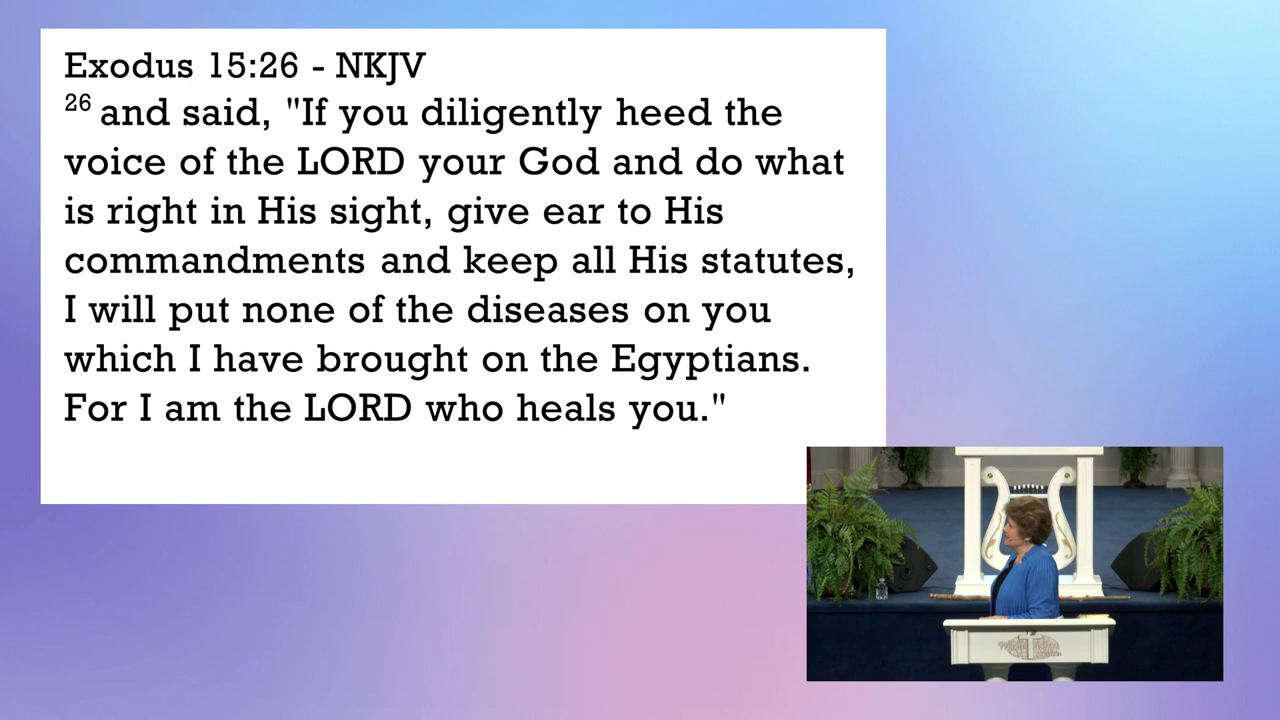 Exodus 15:26 - NKJV
26 and said, "If you diligently heed the
voice of the LORD your God and do what
is right in His sight, give ear to His
commandments and keep all His statutes,
I will put none of the diseases on you
which I have brought on the Egyptians.
For I am the LORD who heals you."